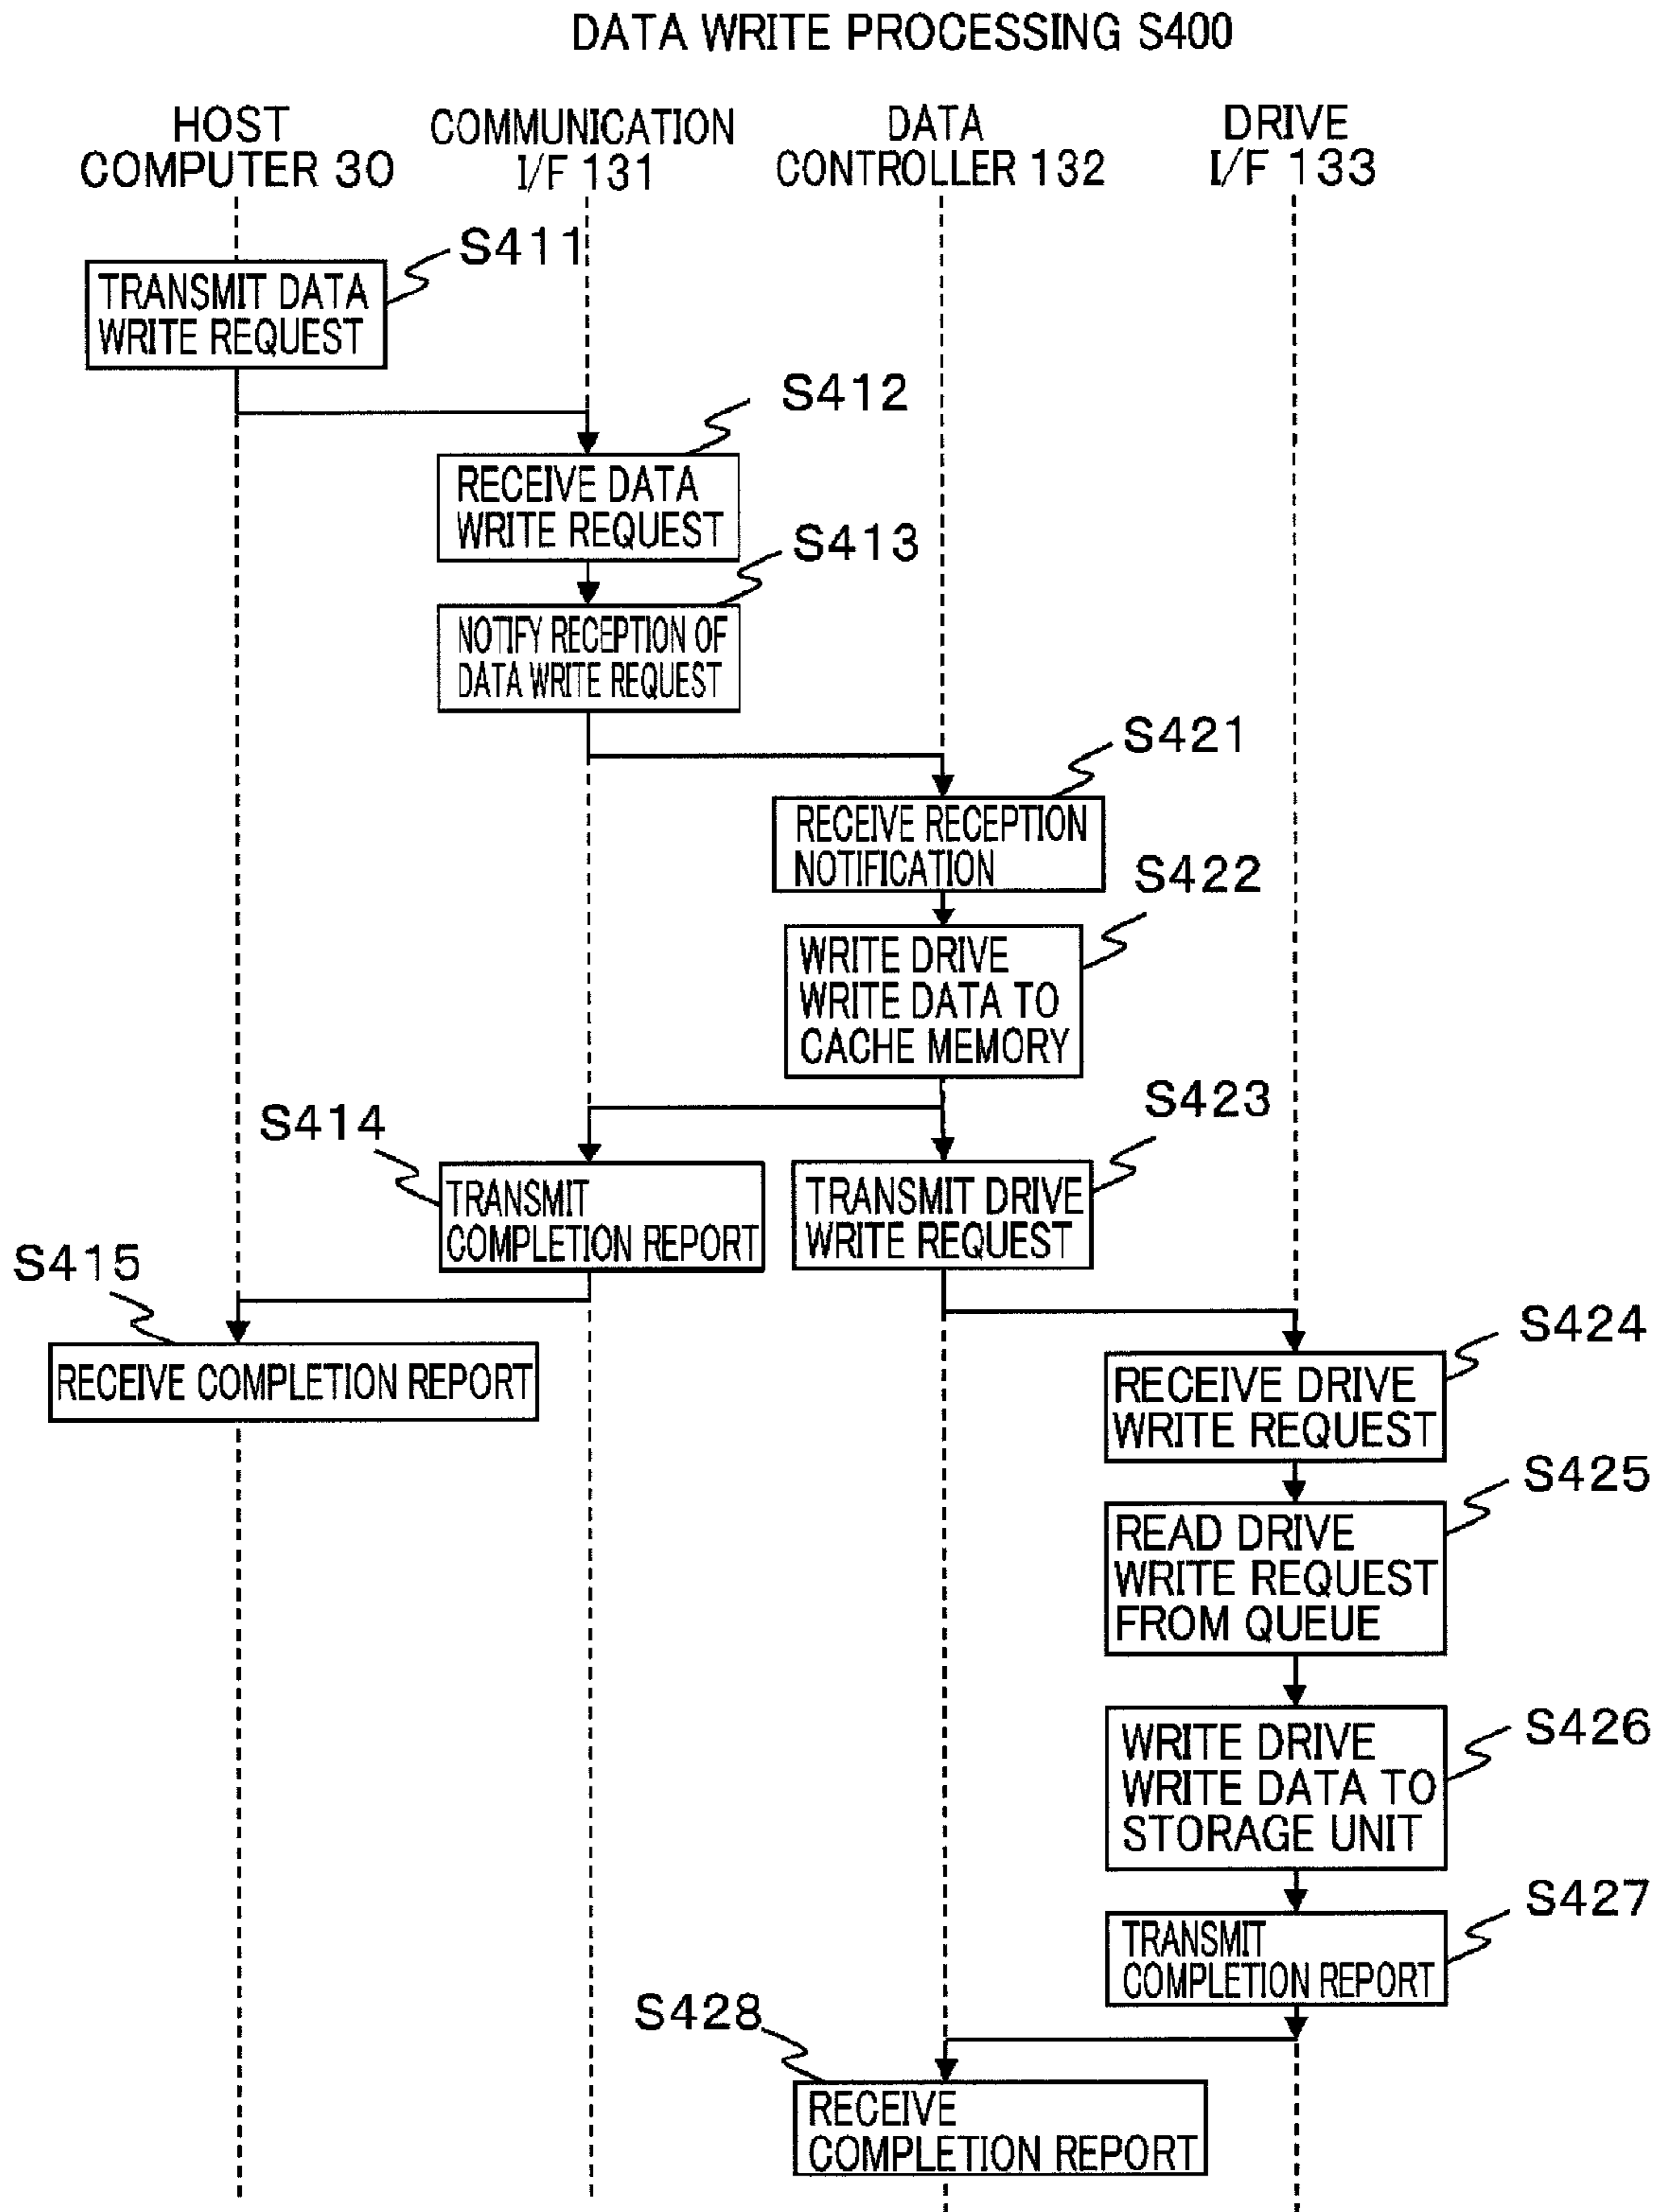 DATA WRITE PROCESSING S400
HOST
COMPUTER 30
COMMUNICATION
I/F 131
DATA
CONTROLLER 132
DRIVE
I/F 133
S411
TRANSMIT DATA
WRITE REQUEST
S412
RECEIVE DATA
WRITE REQUEST
S413
NOTIFY RECEPTION OF
DATA WRITE REQUEST
S421
RECEIVE RECEPTION
NOTIFICATION
S422
WRITE DRIVE
WRITE DATA TO
CACHE MEMORY
S414
TRANSMIT
COMPLETION REPORT
S423
TRANSMIT DRIVE
WRITE REQUEST
S415
RECEIVE COMPLETION REPORT
S424
RECEIVE DRIVE
WRITE REQUEST
S425
READ DRIVE
WRITE REQUEST
FROM QUEUE
S426
WRITE DRIVE
WRITE DATA TO
STORAGE UNIT
S427
TRANSMIT
COMPLETION REPORT
S428
RECEIVE
COMPLETION REPORT